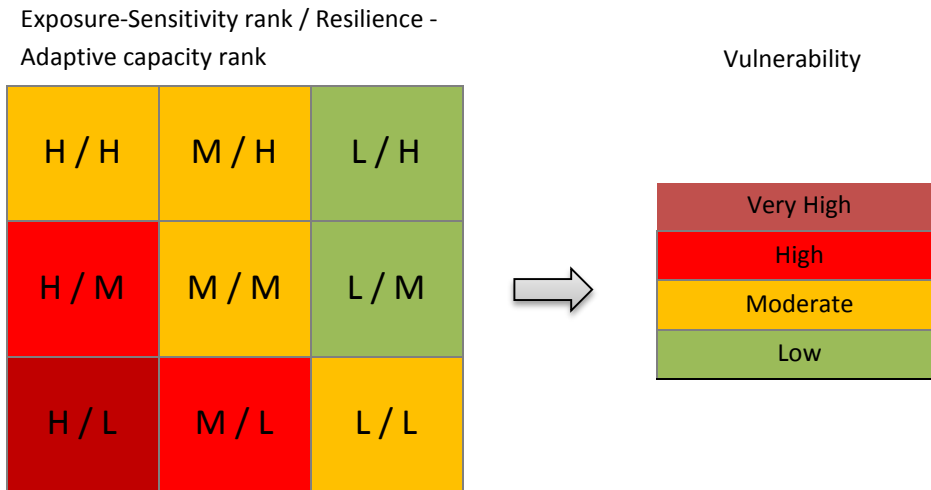 Exposure-Sensitivity rank / Resilience -
Adaptive capacity rank
Vulnerability
H / H
M / H
L / H
H / M
M / M
L / M
H / L
M / L
L / L
Very High
High
Moderate
Low